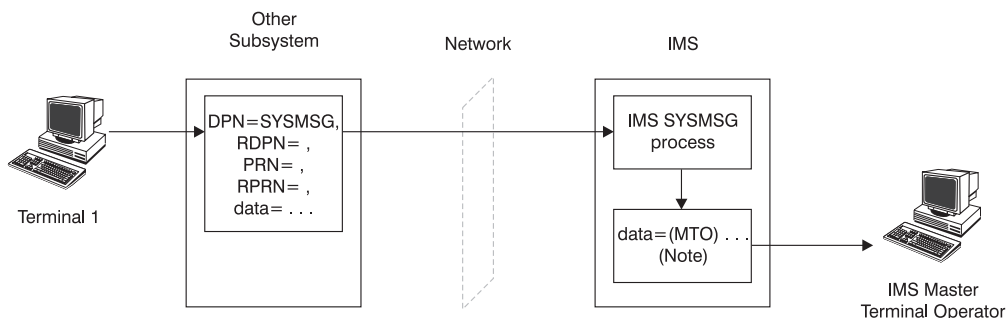 Other
Subsystem
Network
IMS
DPN=SYSMSG,
RDPN= ,
PRN= ,
RPRN= ,
data= . . .
IMS SYSMSG
process
Terminal 1
data=(MTO) . . .
(Note)
IMS Master
Terminal Operator